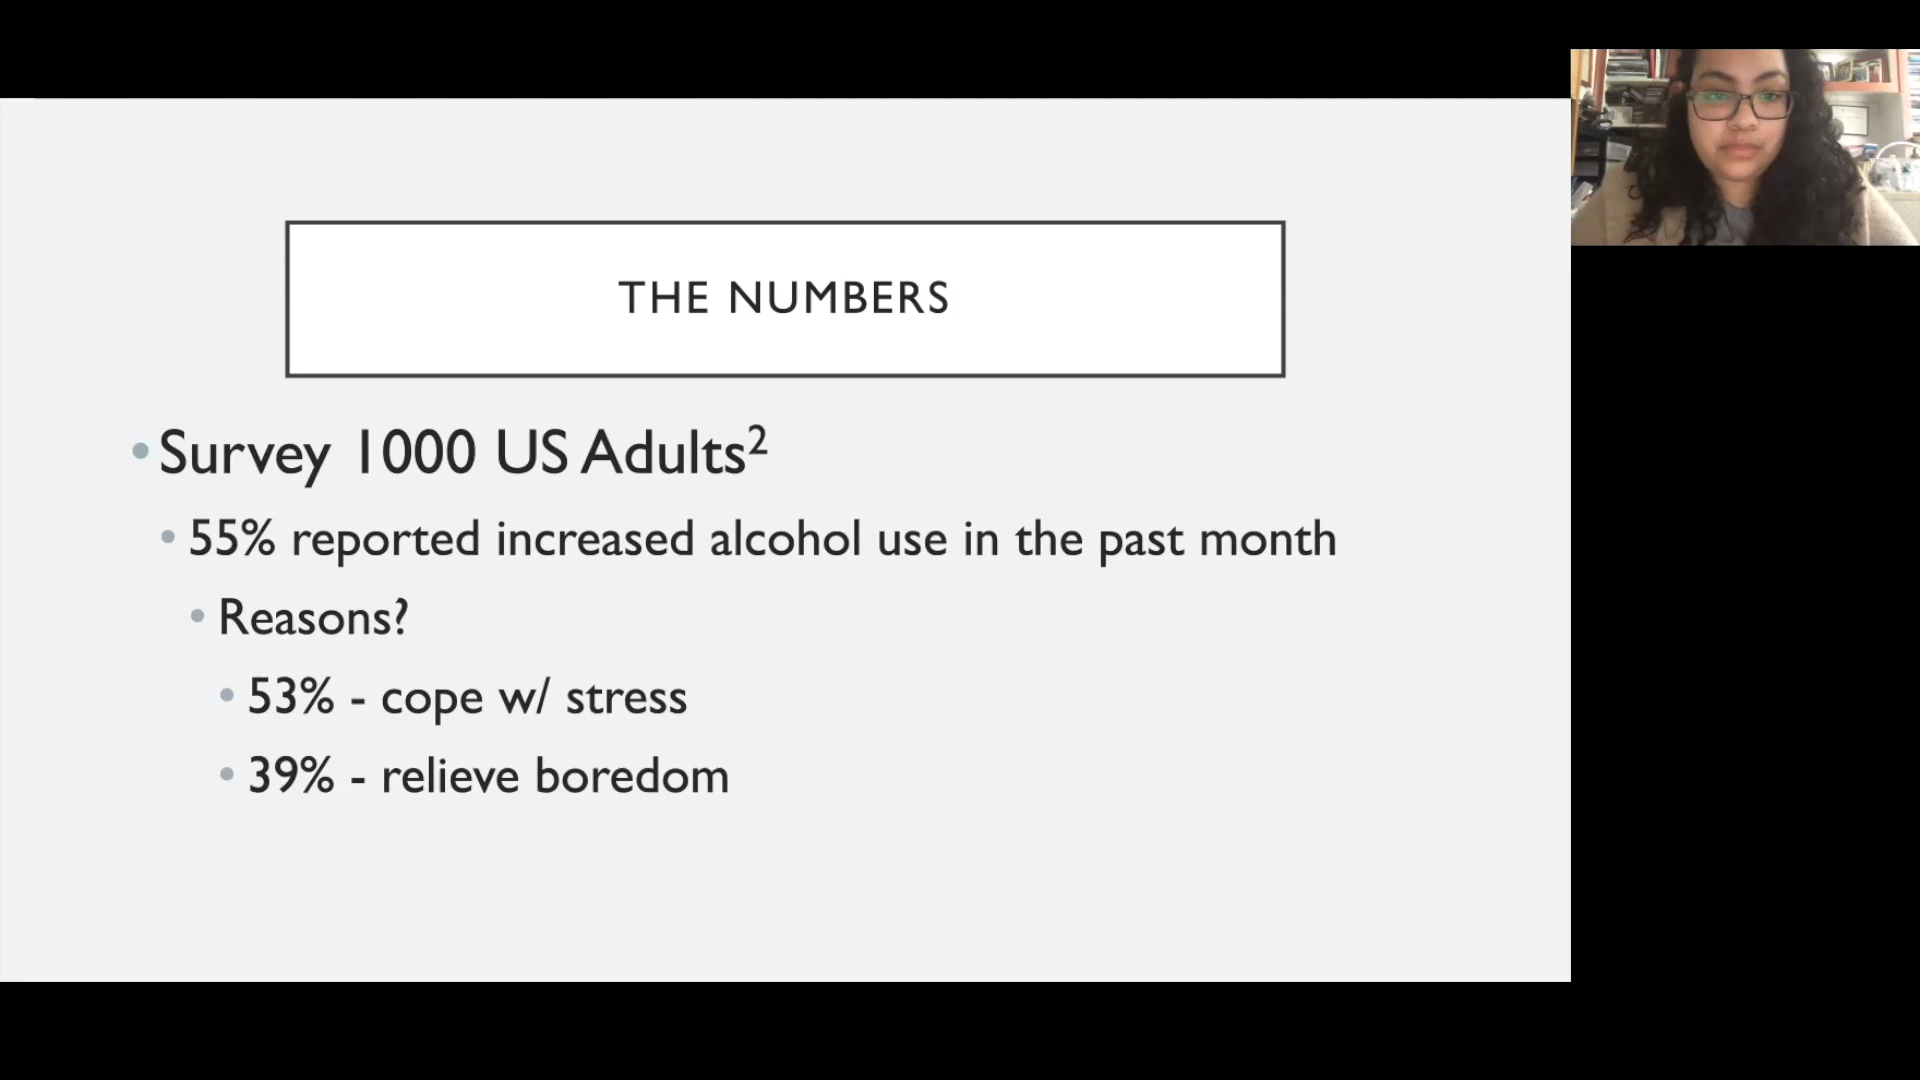 THE NUMBERS
• Survey 1000 US Adults²
• 55% reported increased alcohol use in the past month
• Reasons?
• 53% - cope w/ stress
• 39% - relieve boredom